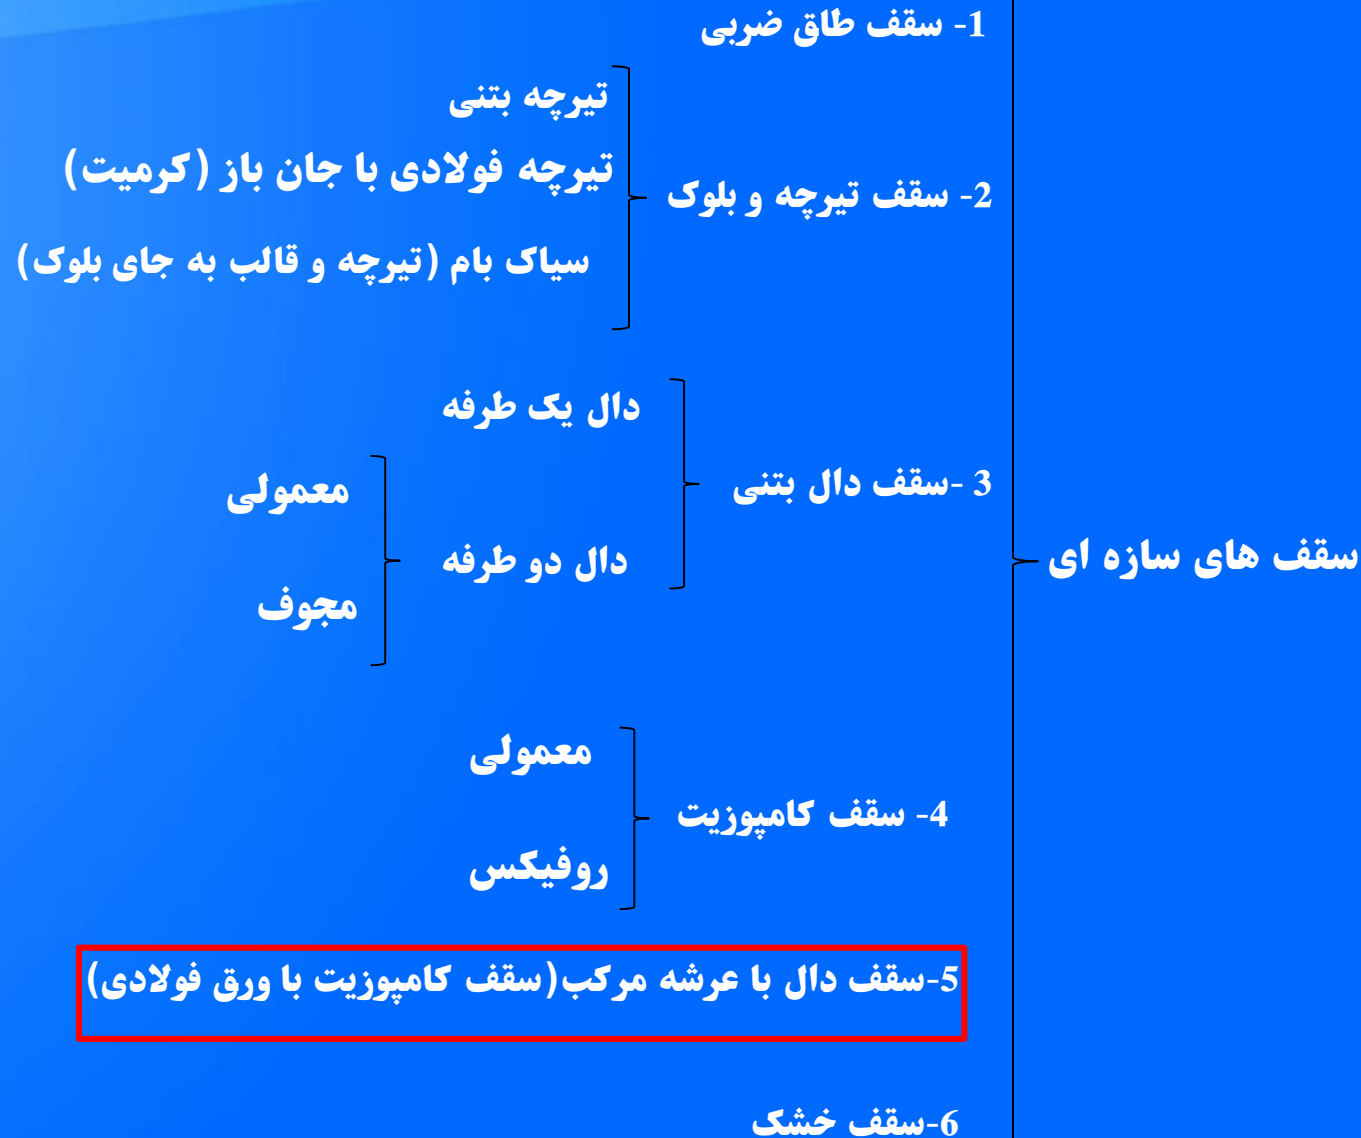 سقف های سازه ای
1- سقف طاق ضربی
2- سقف تیرچه و بلوک
تیرچه بتنی
تیرچه فولادی با جان باز (کرمیت)
سیاک بام (تیرچه و قالب به جای بلوک)
3 -سقف دال بتنی
دال یک طرفه
دال دو طرفه
معمولی
مجوف
4- سقف کامپوزیت
معمولی
روفیکس
5-سقف دال با عرشه مرکب(سقف کامپوزیت با ورق فولادی)
6-سقف خشک